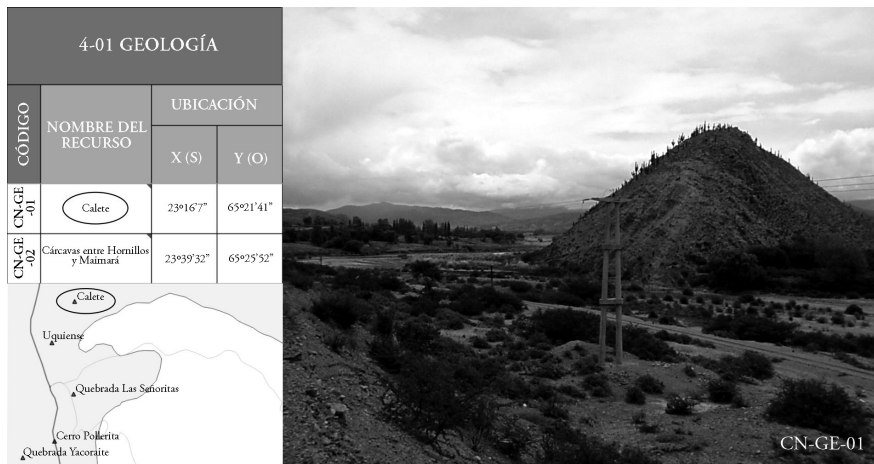 4-01 GEOLOGÍA
CÓDIGO
NOMBRE DEL
RECURSO
UBICACIÓN
X (S)
Y (O)
CN-GE
-01
Calete
23º16'7”
65º21'41”
CN-GE
-02
Cárcavas entre Hornillos
y Maimará
23º39'32”
65º25'52”
Calete
Uquiense
Quebrada Las Señoritas
Cerro Pollerita
Quebrada Yacoraite
CN-GE-01